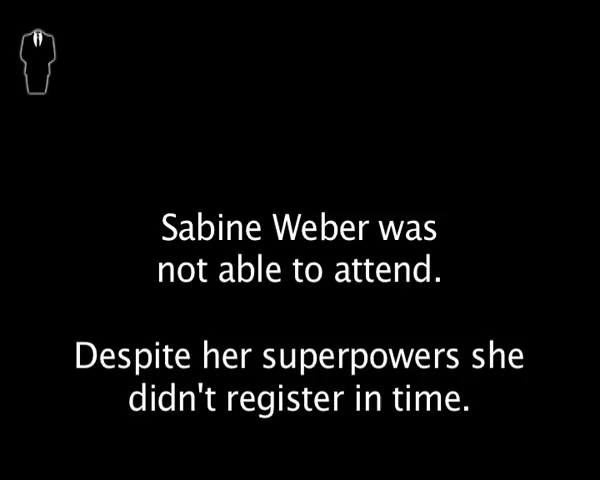 Sabine Weber was
not able to attend.
Despite her superpowers she
didn't register in time.